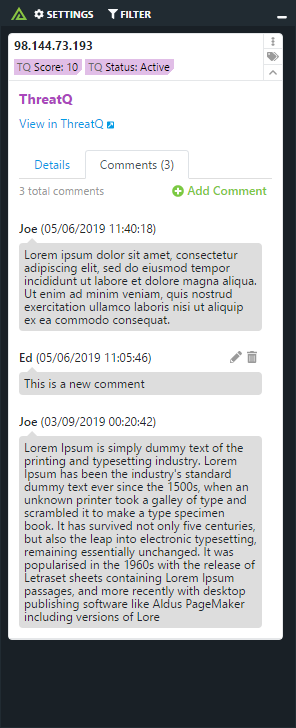 SETTINGS FILTER
98.144.73.193
TQ Score: 10 TQ Status: Active
ThreatQ
View in ThreatQ
Details Comments (3)
3 total comments Add Comment
Joe (05/06/2019 11:40:18)
Lorem ipsum dolor sit amet, consectetur
adipiscing elit, sed do eiusmod tempor
incididunt ut labore et dolore magna aliqua.
Ut enim ad minim veniam, quis nostrud
exercitation ullamco laboris nisi ut aliquip
ex ea commodo consequat.
Ed (05/06/2019 11:05:46)
This is a new comment
Joe (03/09/2019 00:20:42)
Lorem Ipsum is simply dummy text of the
printing and typesetting industry. Lorem
Ipsum has been the industry's standard
dummy text ever since the 1500s, when an
unknown printer took a galley of type and
scrambled it to make a type specimen
book. It has survived not only five centuries,
but also the leap into electronic typesetting,
remaining essentially unchanged. It was
popularised in the 1960s with the release of
Letraset sheets containing Lorem Ipsum
passages, and more recently with desktop
publishing software like Aldus PageMaker
including versions of Lore